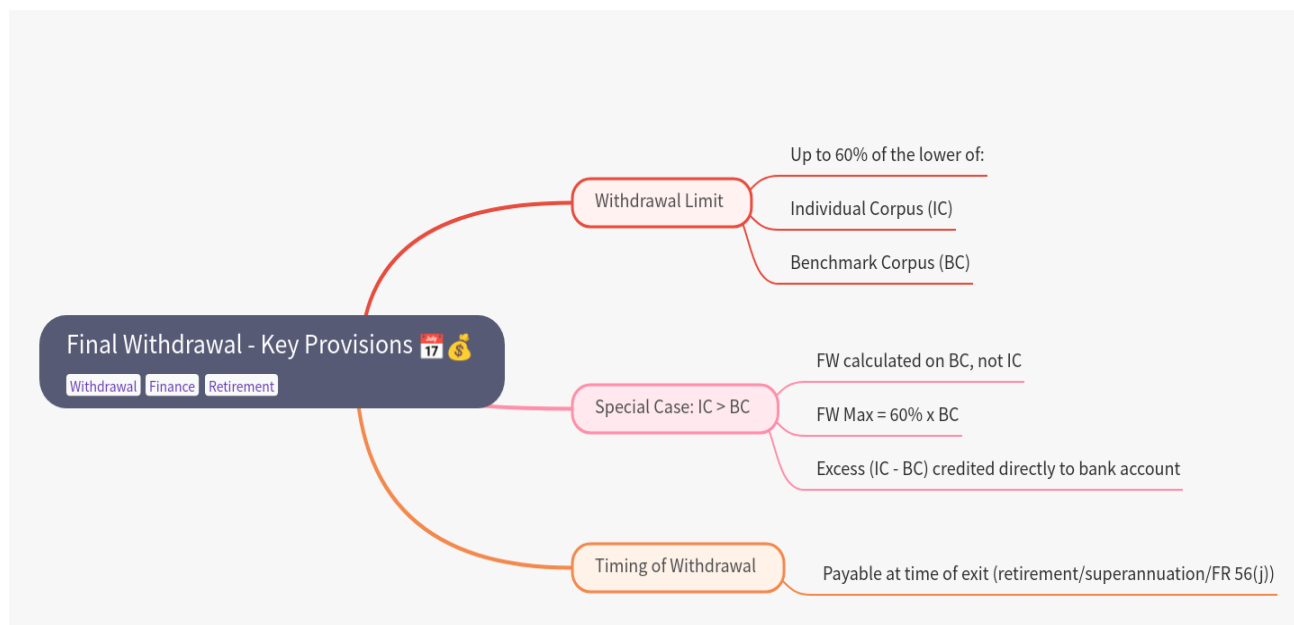 Final Withdrawal - Key Provisions 📅💰
Withdrawal Finance Retirement
Withdrawal Limit
Up to 60% of the lower of:
Individual Corpus (IC)
Benchmark Corpus (BC)
Special Case: IC > BC
FW calculated on BC, not IC
FW Max = 60% x BC
Excess (IC - BC) credited directly to bank account
Timing of Withdrawal
Payable at time of exit (retirement/superannuation/FR 56(j))